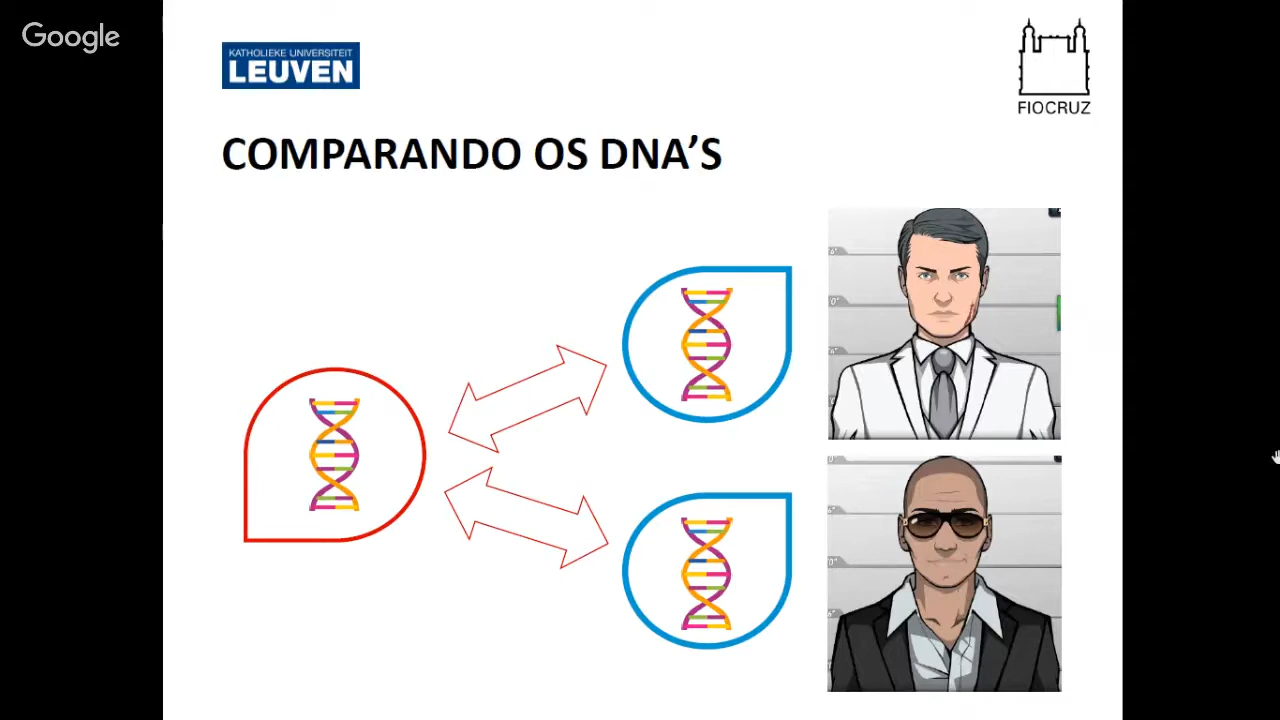 Google
KATHOLIEKE UNIVERSITEIT
LEUVEN
FIOCRUZ
COMPARANDO OS DNA'S